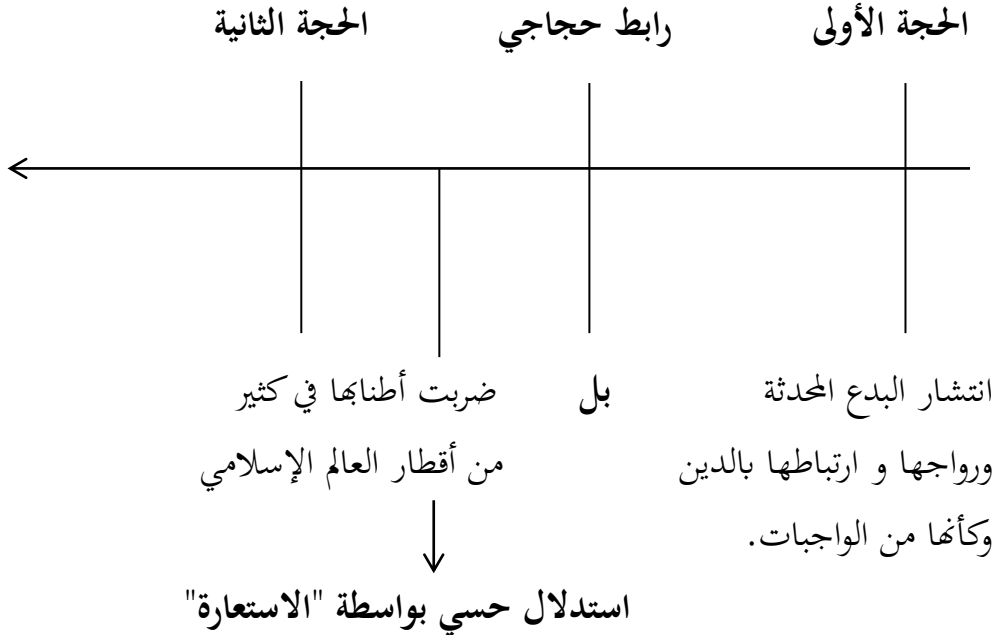 الحجة الأولى
رابط حجاجي
الحجة الثانية
انتشار البدع المحدثة
ورواجها و ارتباطها بالدين
وكأنها من الواجبات.
بل
ضربت أطنابها في كثير
من أقطار العالم الإسلامي
استدلال حسي بواسطة "الاستعارة"